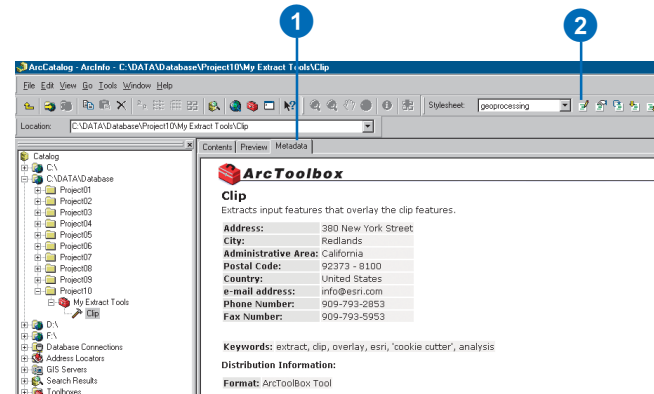 1
2
ArcCatalog - ArcInfo - C:\DATA\Database\Project10\My Extract Tools\Clip
File Edit View Go Tools Window Help
Stylesheet: geoprocessing
Location: C:\DATA\Database\Project10\My Extract Tools\Clip
Contents Preview Metadata
Catalog
C:\
C:\DATA\Database
Project01
Project02
Project03
Project04
Project05
Project06
Project07
Project08
Project09
Project10
My Extract Tools
Clip
D:\
F:\
Database Connections
Address Locators
GIS Servers
Search Results
Toolboxes
ArcToolbox
Clip
Extracts input features that overlay the clip features.
Address: 380 New York Street
City: Redlands
Administrative Area: California
Postal Code: 92373 - 8100
Country: United States
e-mail address: info@esri.com
Phone Number: 909-793-2853
Fax Number: 909-793-5953
Keywords: extract, clip, overlay, esri, 'cookie cutter', analysis
Distribution Information:
Format: ArcToolBox Tool